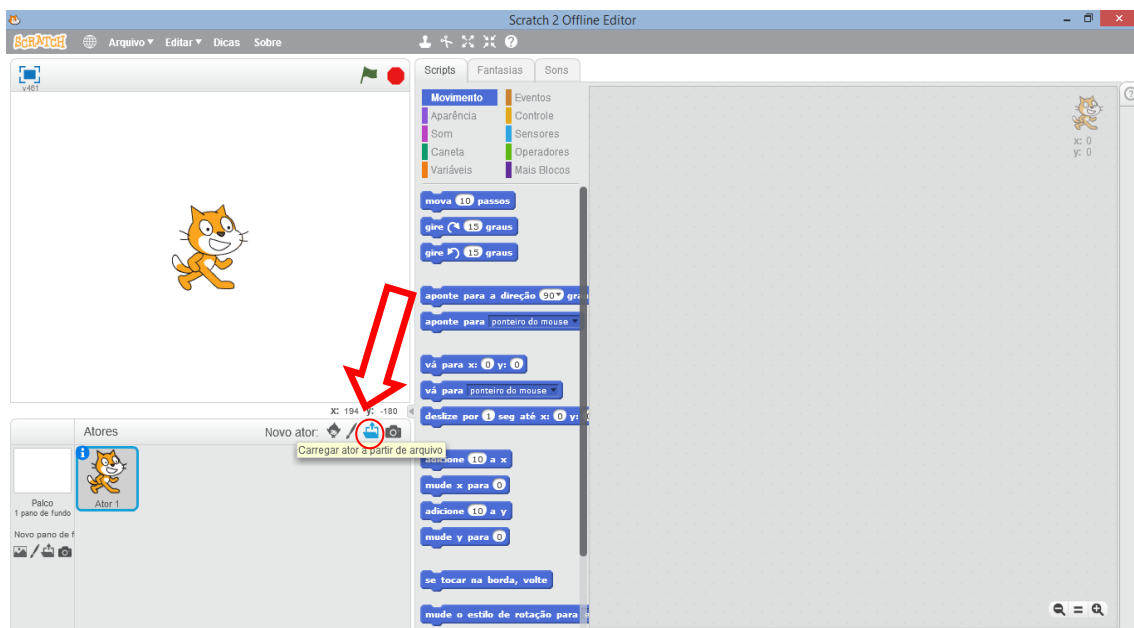 Scratch 2 Offline Editor
SCRATCH Arquivo Editar Dicas Sobre
v461
Scripts Fantasias Sons
Movimento Eventos
Aparência Controle
Som Sensores
Caneta Operadores
Variáveis Mais Blocos
x: 0
y: 0
mova 10 passos
gire 15 graus
gire 15 graus
aponte para a direção 90 grau
aponte para ponteiro do mouse
vá para x: 0 y: 0
vá para ponteiro do mouse
deslize por 1 seg até x: 0 y:
adicione 10 a x
mude x para 0
adicione 10 a y
mude y para 0
se tocar na borda, volte
mude o estilo de rotação para
X: 194 y: -180
Atores Novo ator:
Carregar ator a partir de arquivo
Ator 1
Palco
1 pano de fundo
Novo pano de f